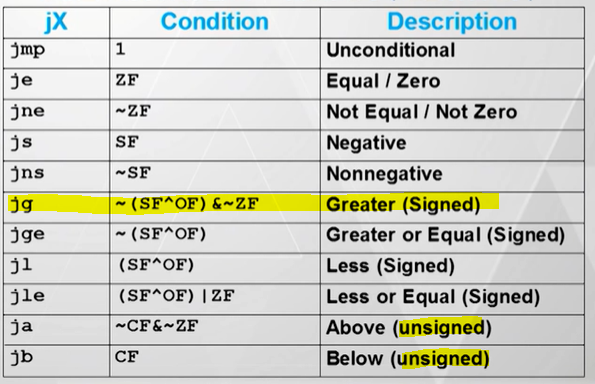 jX Condition Description
jmp 1 Unconditional
je ZF Equal / Zero
jne ~ZF Not Equal / Not Zero
js SF Negative
jns ~SF Nonnegative
jg ~(SF^OF)&~ZF Greater (Signed)
jge ~(SF^OF) Greater or Equal (Signed)
jl (SF^OF) Less (Signed)
jle (SF^OF)|ZF Less or Equal (Signed)
ja ~CF&~ZF Above (unsigned)
jb CF Below (unsigned)